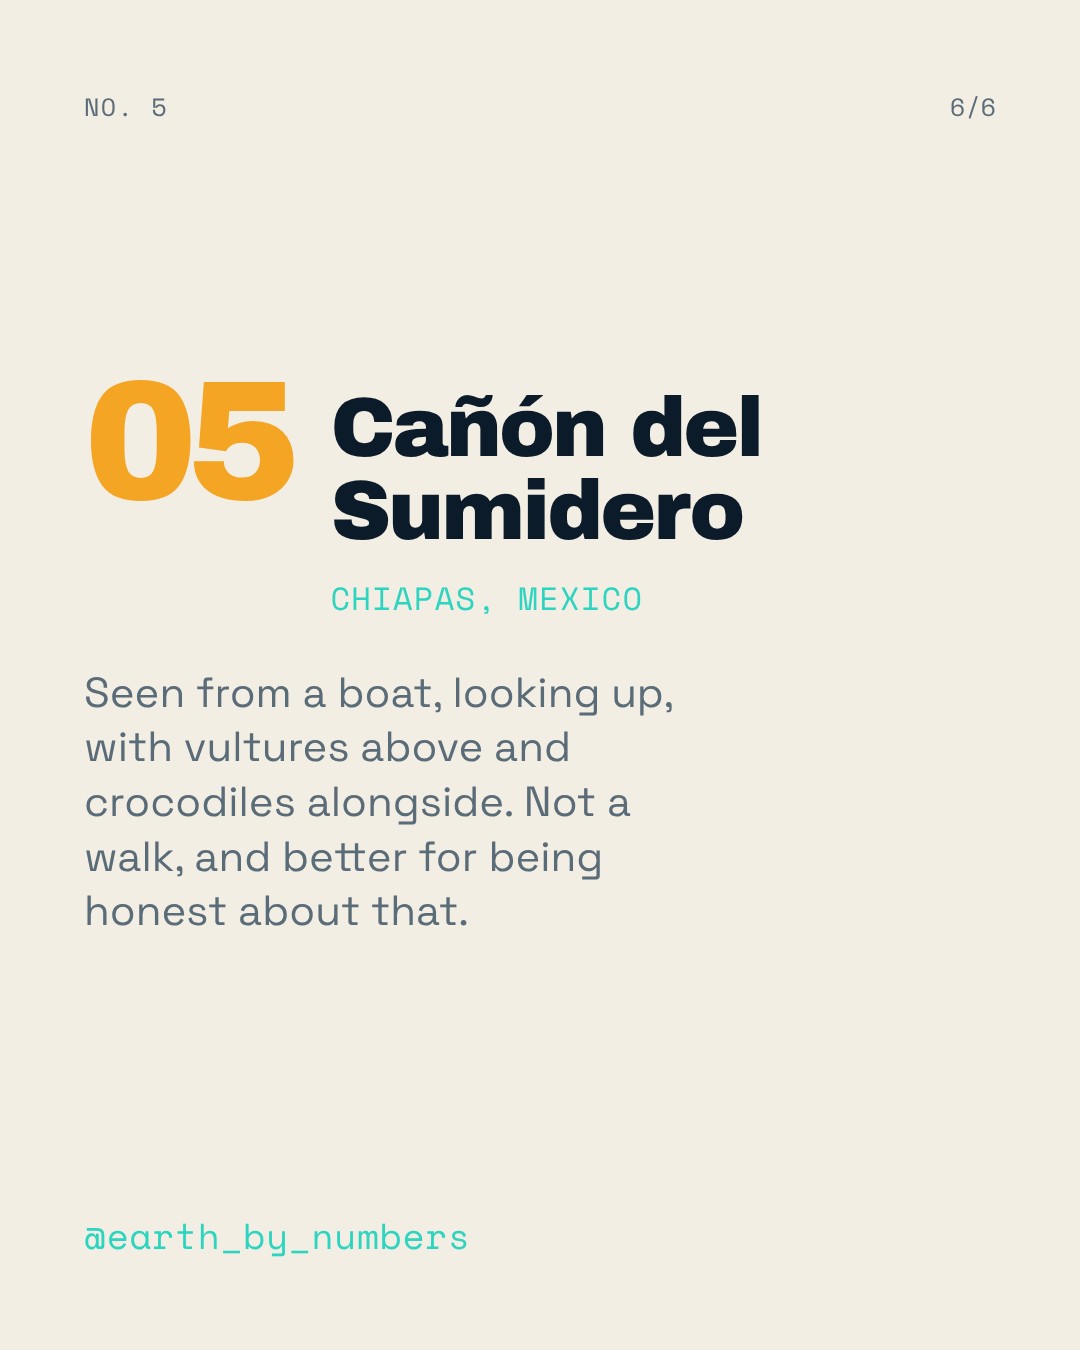 NO. 5
6/6
05
Cañón del
Sumidero
CHIAPAS, MEXICO
Seen from a boat, looking up,
with vultures above and
crocodiles alongside. Not a
walk, and better for being
honest about that.
@earth_by_numbers